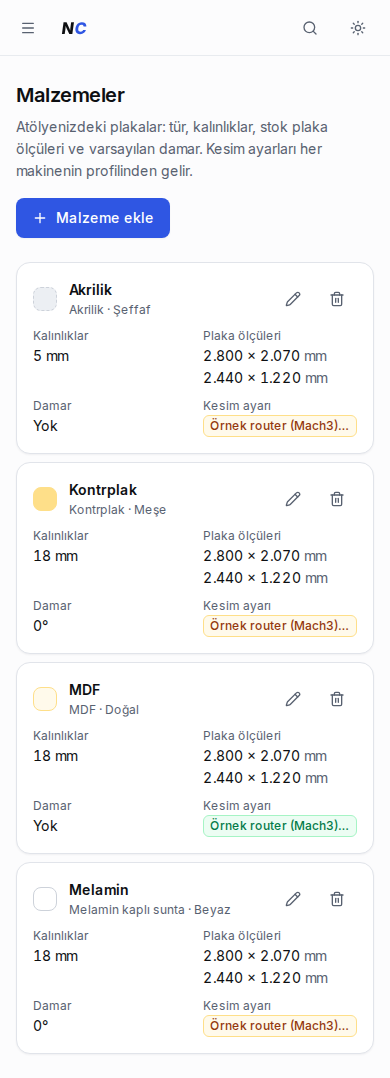 NC
Malzemeler
Atölyenizdeki plakalar: tür, kalınlıklar, stok plaka
ölçüleri ve varsayılan damar. Kesim ayarları her
makinenin profilinden gelir.
+ Malzeme ekle
Akrilik
Akrilik · Şeffaf
Kalınlıklar
5 mm
Plaka ölçüleri
2.800 × 2.070 mm
2.440 × 1.220 mm
Damar
Yok
Kesim ayarı
Örnek router (Mach3)…
Kontrplak
Kontrplak · Meşe
Kalınlıklar
18 mm
Plaka ölçüleri
2.800 × 2.070 mm
2.440 × 1.220 mm
Damar
0°
Kesim ayarı
Örnek router (Mach3)…
MDF
MDF · Doğal
Kalınlıklar
18 mm
Plaka ölçüleri
2.800 × 2.070 mm
2.440 × 1.220 mm
Damar
Yok
Kesim ayarı
Örnek router (Mach3)…
Melamin
Melamin kaplı sunta · Beyaz
Kalınlıklar
18 mm
Plaka ölçüleri
2.800 × 2.070 mm
2.440 × 1.220 mm
Damar
0°
Kesim ayarı
Örnek router (Mach3)…